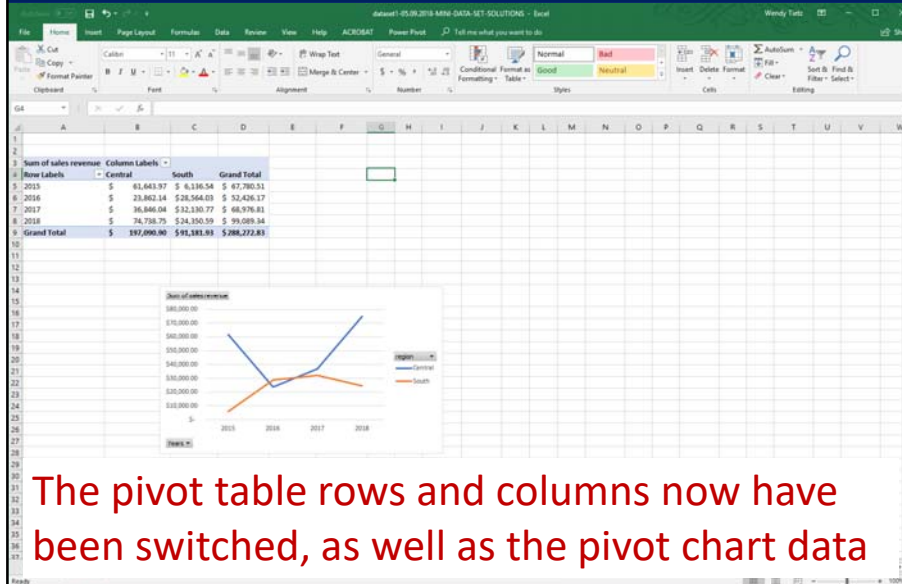 dataset1-05.09.2018-MINI-DATA-SET-SOLUTIONS - Excel Wendy Tietz
File Home Insert Page Layout Formulas Data Review View Help ACROBAT Power Pivot Tell me what you want to do
Cut
Copy
Format Painter
Clipboard
Calibri 11
B I U
Font
Wrap Text
Merge & Center
Alignment
General
$ % ,
Number
Conditional Formatting Format as Table
Normal Bad
Good Neutral
Styles
Insert Delete Format
Cells
AutoSum
Fill
Clear
Sort & Filter Find & Select
Editing
G4 fx
A B C D E F G H I J K L M N O P Q R S T U V W
Sum of sales revenue Column Labels
Row Labels Central South Grand Total
2015 $ 61,643.97 $ 6,136.54 $ 67,780.51
2016 $ 23,862.14 $28,564.03 $ 52,426.17
2017 $ 36,846.04 $32,130.77 $ 68,976.81
2018 $ 74,738.75 $24,350.59 $ 99,089.34
Grand Total $ 197,090.90 $91,181.93 $288,272.83
Sum of sales revenue
$80,000.00
$70,000.00
$60,000.00
$50,000.00
$40,000.00
$30,000.00
$20,000.00
$10,000.00
$-
2015 2016 2017 2018
region
Central
South
Years
The pivot table rows and columns now have
been switched, as well as the pivot chart data
Ready